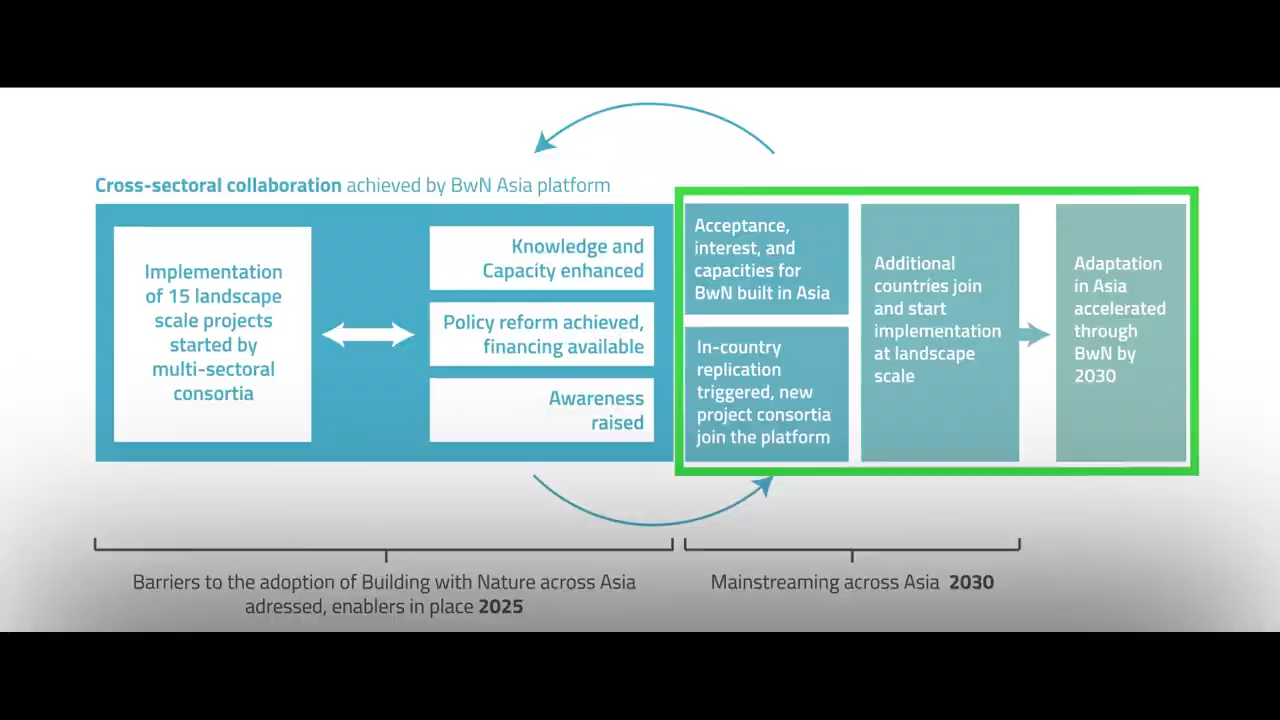 Cross-sectoral collaboration achieved by BwN Asia platform
Implementation
of 15 landscape
scale projects
started by
multi-sectoral
consortia
Knowledge and
Capacity enhanced
Policy reform achieved,
financing available
Awareness
raised
Acceptance,
interest, and
capacities for
BwN built in Asia
In-country
replication
triggered, new
project consortia
join the platform
Additional
countries join
and start
implementation
at landscape
scale
Adaptation
in Asia
accelerated
through
BwN by
2030
Barriers to the adoption of Building with Nature across Asia
adressed, enablers in place 2025
Mainstreaming across Asia 2030